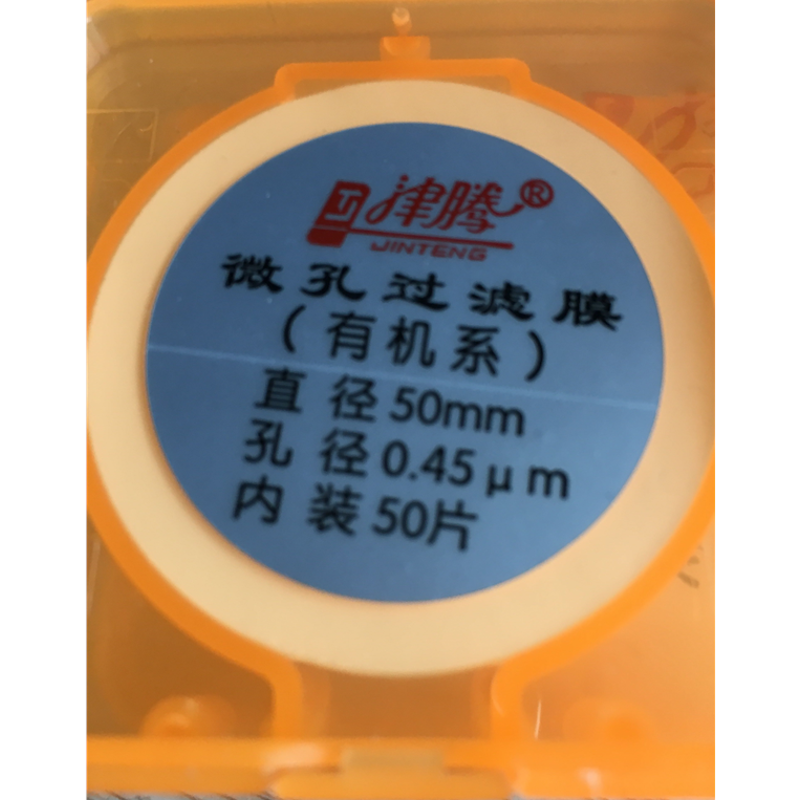 津腾®
JINTENG
微孔过滤膜
(有机系)
直 径 50mm
孔 径 0.45μm
内 装 50片